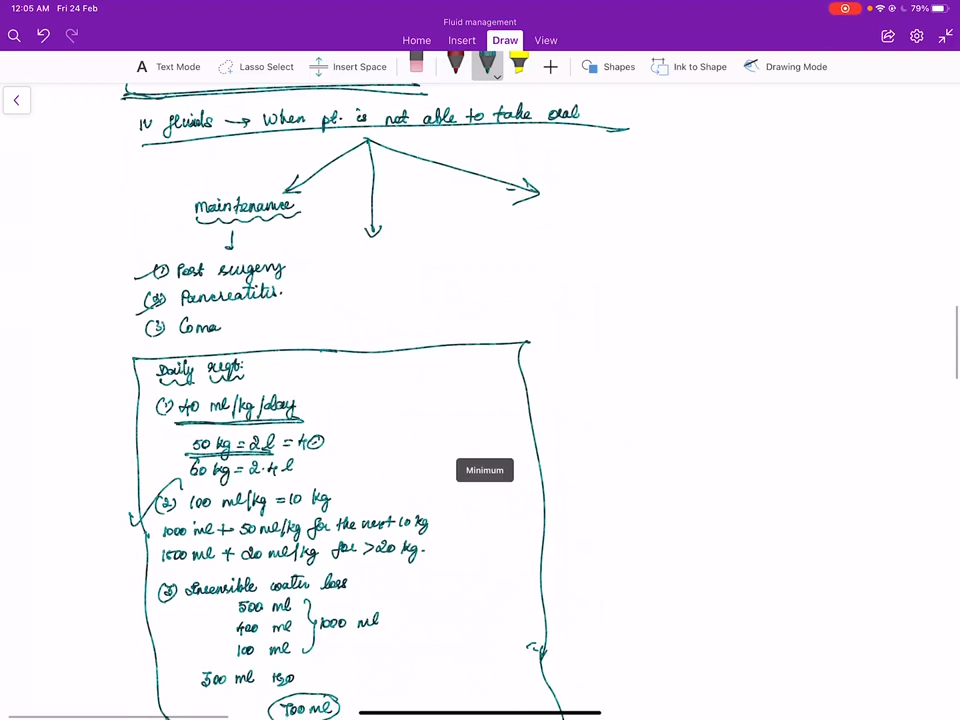 12:05 AM Fri 24 Feb
79%
Fluid management
Home Insert Draw View
Text Mode Lasso Select Insert Space Shapes Ink to Shape Drawing Mode
IV fluids → When pt. is not able to take oral
Maintenance
(1) Post surgery
(2) Pancreatitis.
(3) Coma
Daily reqt:
(1) 40 ml/kg/day
50 kg = 2 l = 4
60 kg = 2.4 l
Minimum
(2) 100 ml/kg = 10 kg
1000 ml + 50 ml/kg for the next 10 kg
1500 ml + 20 ml/kg for >20 kg.
(3) Insensible water loss
500 ml
400 ml 1000 ml
100 ml
300 ml
700 ml